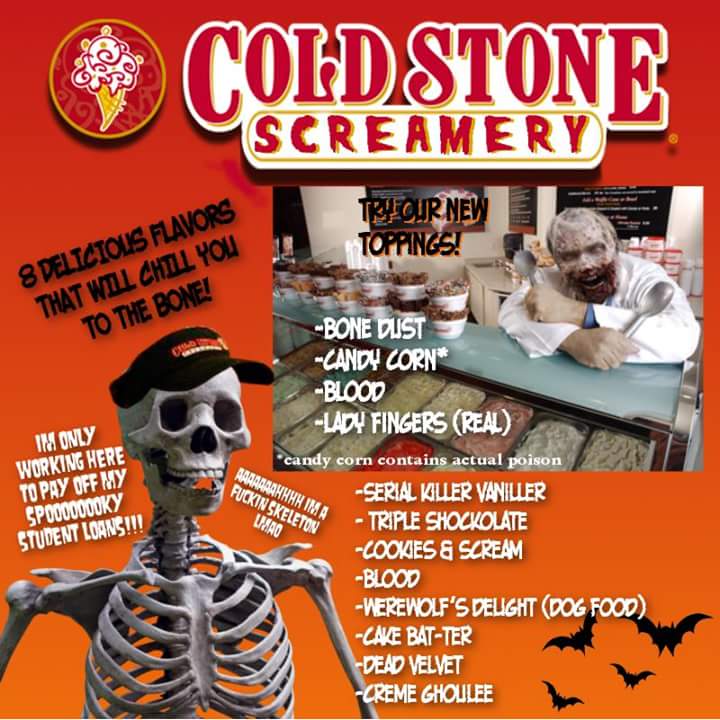 COLD STONE
SCREAMERY
8 DELICIOUS FLAVORS
THAT WILL CHILL YOU
TO THE BONE!
TRY OUR NEW
TOPPINGS!
-BONE DUST
-CANDY CORN*
-BLOOD
-LADY FINGERS (REAL)
*candy corn contains actual poison
COLD STONE
IM ONLY
WORKING HERE
TO PAY OFF MY
SPOOOOOOOKY
STUDENT LOANS!!!
AAAAAAAHHHH IM A
FUCKIN SKELETON
LMAO
-SERIAL KILLER VANILLER
- TRIPLE SHOCKOLATE
-COOKIES & SCREAM
-BLOOD
-WEREWOLF'S DELIGHT (DOG FOOD)
-CAKE BAT-TER
-DEAD VELVET
-CREME GHOULEE